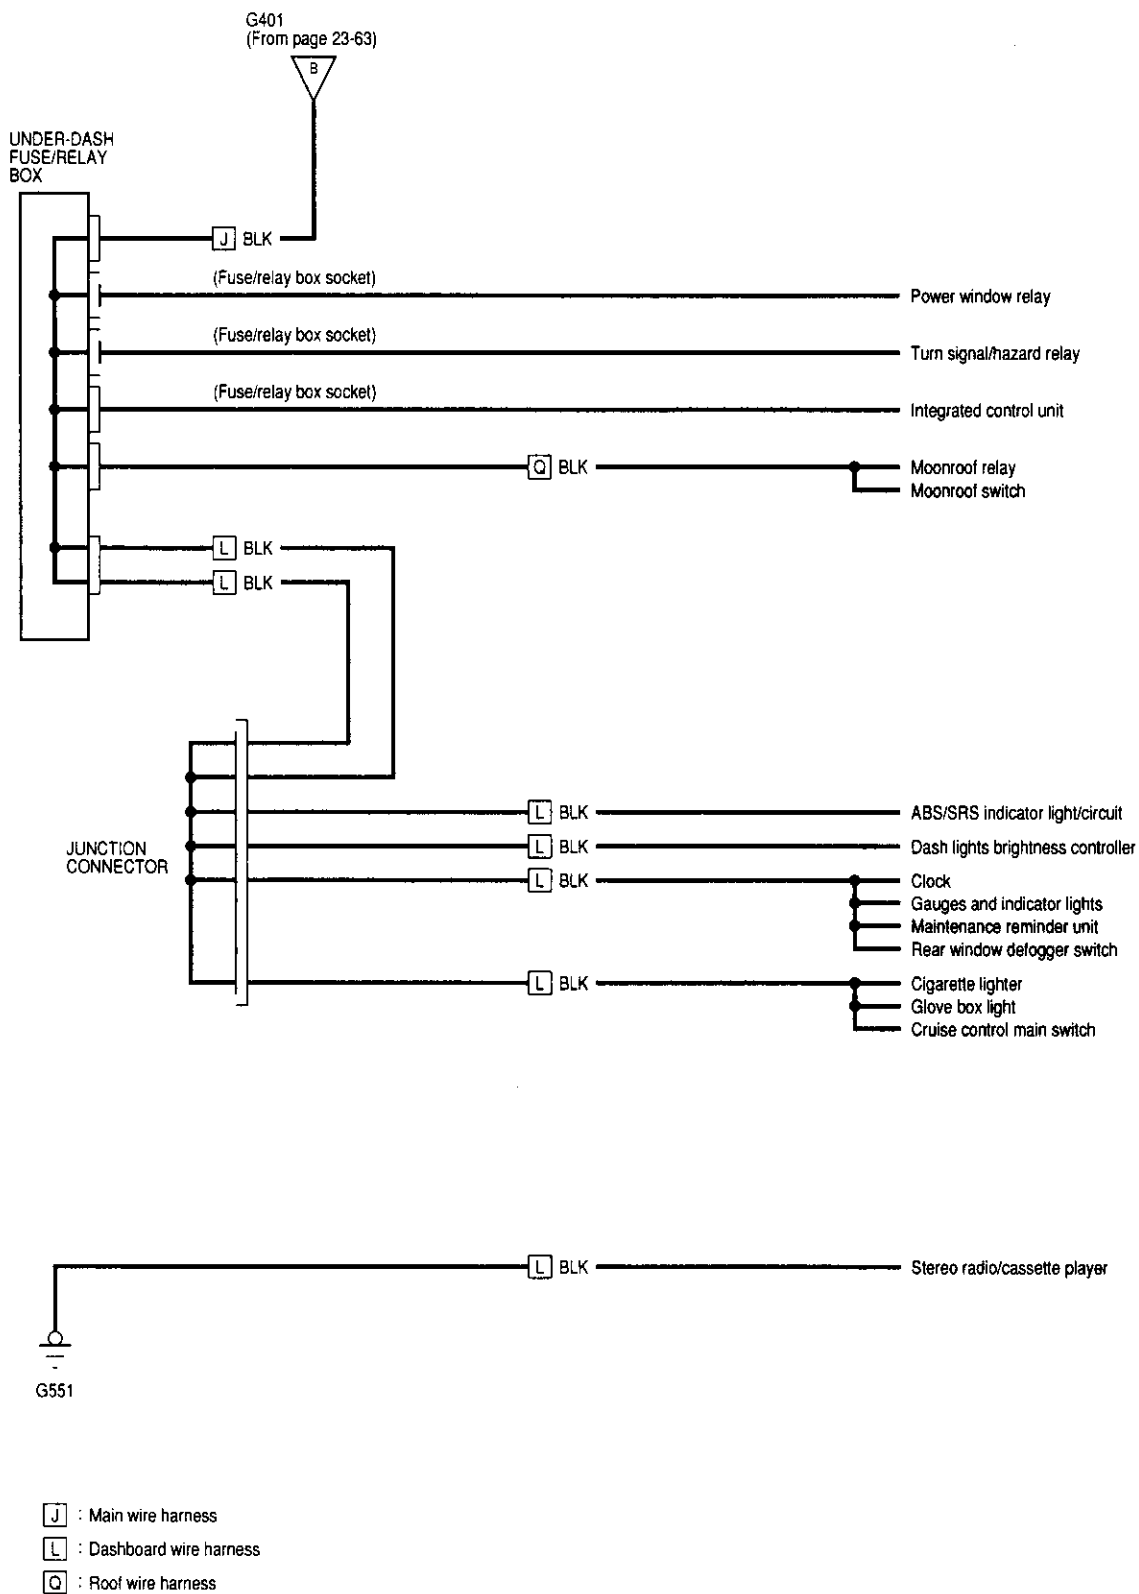 G401
(From page 23-63)
B
UNDER-DASH
FUSE/RELAY
BOX
J BLK
(Fuse/relay box socket)
Power window relay
(Fuse/relay box socket)
Turn signal/hazard relay
(Fuse/relay box socket)
Integrated control unit
Q BLK
Moonroof relay
Moonroof switch
L BLK
L BLK
JUNCTION
CONNECTOR
L BLK
ABS/SRS indicator light/circuit
L BLK
Dash lights brightness controller
L BLK
Clock
Gauges and indicator lights
Maintenance reminder unit
Rear window defogger switch
L BLK
Cigarette lighter
Glove box light
Cruise control main switch
L BLK
Stereo radio/cassette player
G551
J : Main wire harness
L : Dashboard wire harness
Q : Roof wire harness